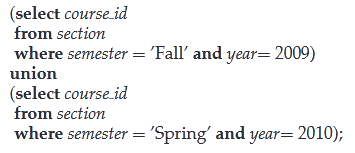 (select course_id
from section
where semester = ’Fall’ and year= 2009)
union
(select course_id
from section
where semester = ’Spring’ and year= 2010);